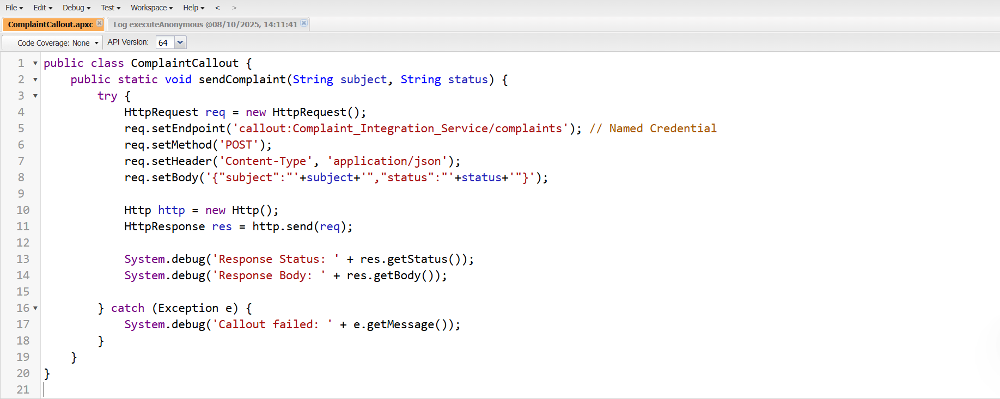 File Edit Debug Test Workspace Help < >
ComplaintCallout.apxc Log executeAnonymous @08/10/2025, 14:11:41
Code Coverage: None API Version: 64
1 public class ComplaintCallout {
2 public static void sendComplaint(String subject, String status) {
3 try {
4 HttpRequest req = new HttpRequest();
5 req.setEndpoint('callout:Complaint_Integration_Service/complaints'); // Named Credential
6 req.setMethod('POST');
7 req.setHeader('Content-Type', 'application/json');
8 req.setBody('{"subject":"'+subject+'","status":"'+status+'"}');
9
10 Http http = new Http();
11 HttpResponse res = http.send(req);
12
13 System.debug('Response Status: ' + res.getStatus());
14 System.debug('Response Body: ' + res.getBody());
15
16 } catch (Exception e) {
17 System.debug('Callout failed: ' + e.getMessage());
18 }
19 }
20 }
21